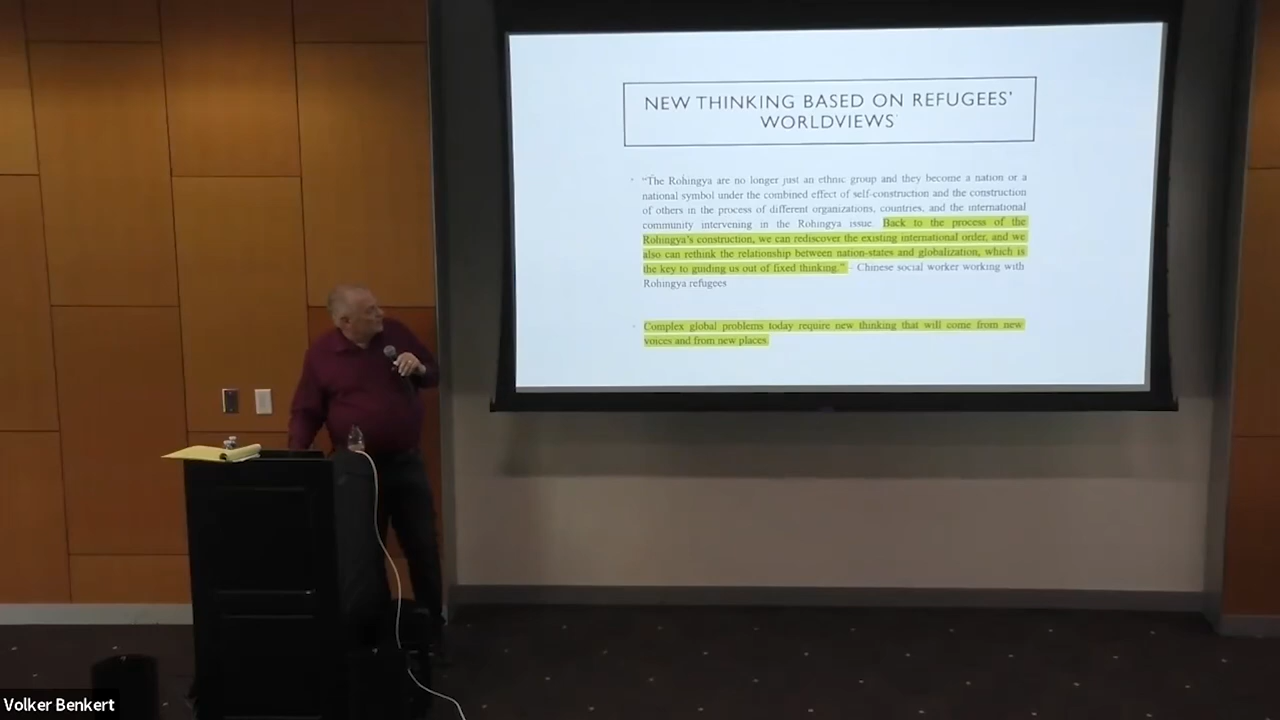 NEW THINKING BASED ON REFUGEES'
WORLDVIEWS
"The Rohingya are no longer just an ethnic group and they become a nation or a
national symbol under the combined effect of self-construction and the construction
of others in the process of different organizations, countries, and the international
community intervening in the Rohingya issue. Back to the process of the
Rohingya's construction, we can rediscover the existing international order, and we
also can rethink the relationship between nation-states and globalization, which is
the key to guiding us out of fixed thinking." – Chinese social worker working with
Rohingya refugees
Complex global problems today require new thinking that will come from new
voices and from new places.
Volker Benkert